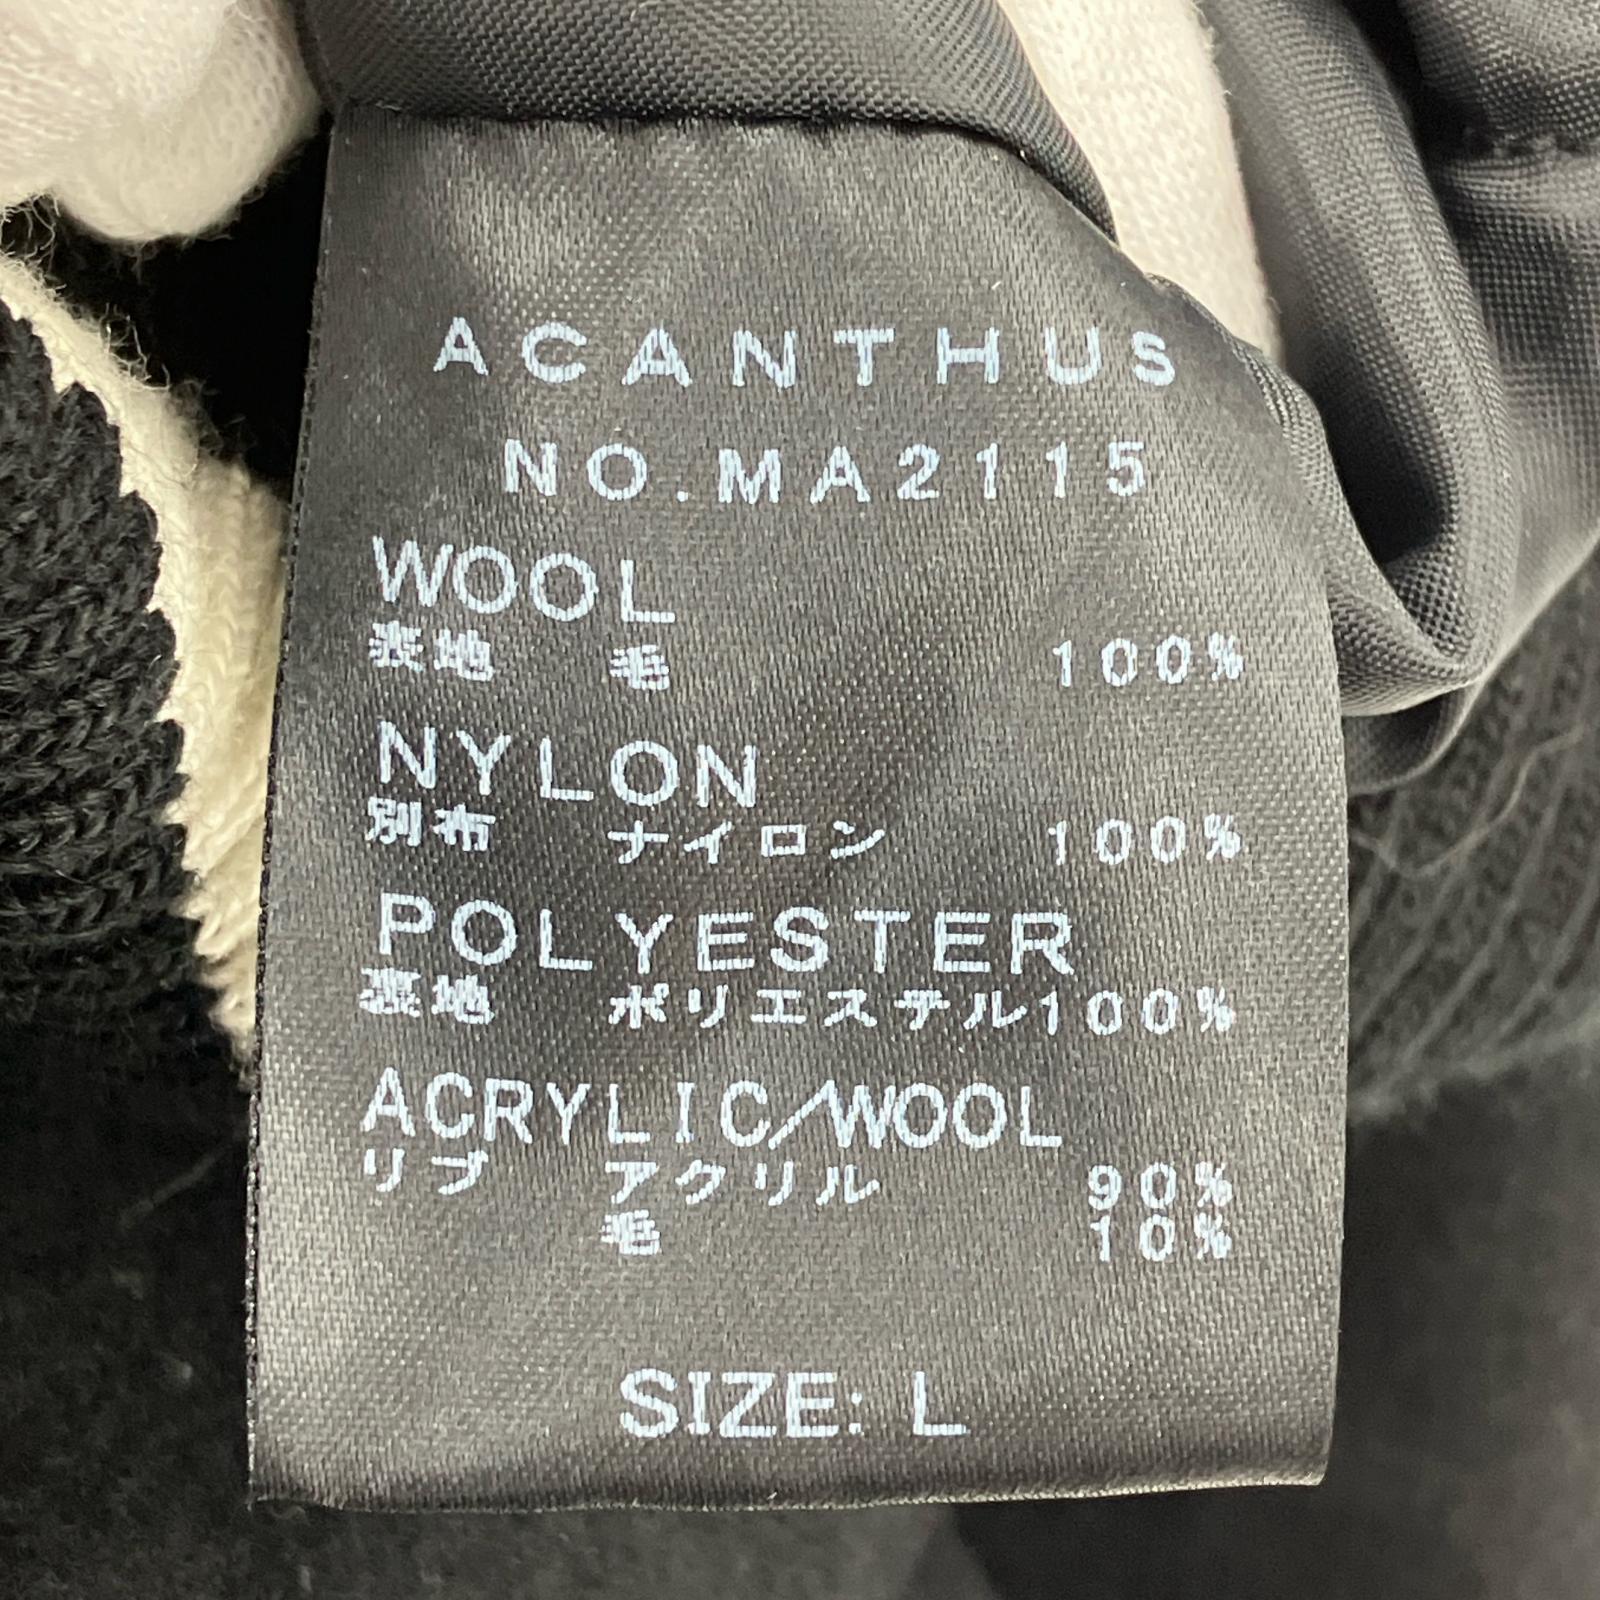 ACANTHUS
NO.MA2115
WOOL
表地 毛 100%
NYLON
別布 ナイロン 100%
POLYESTER
裏地 ポリエステル100%
ACRYLIC/WOOL
リブ アクリル 90%
毛 10%
SIZE: L